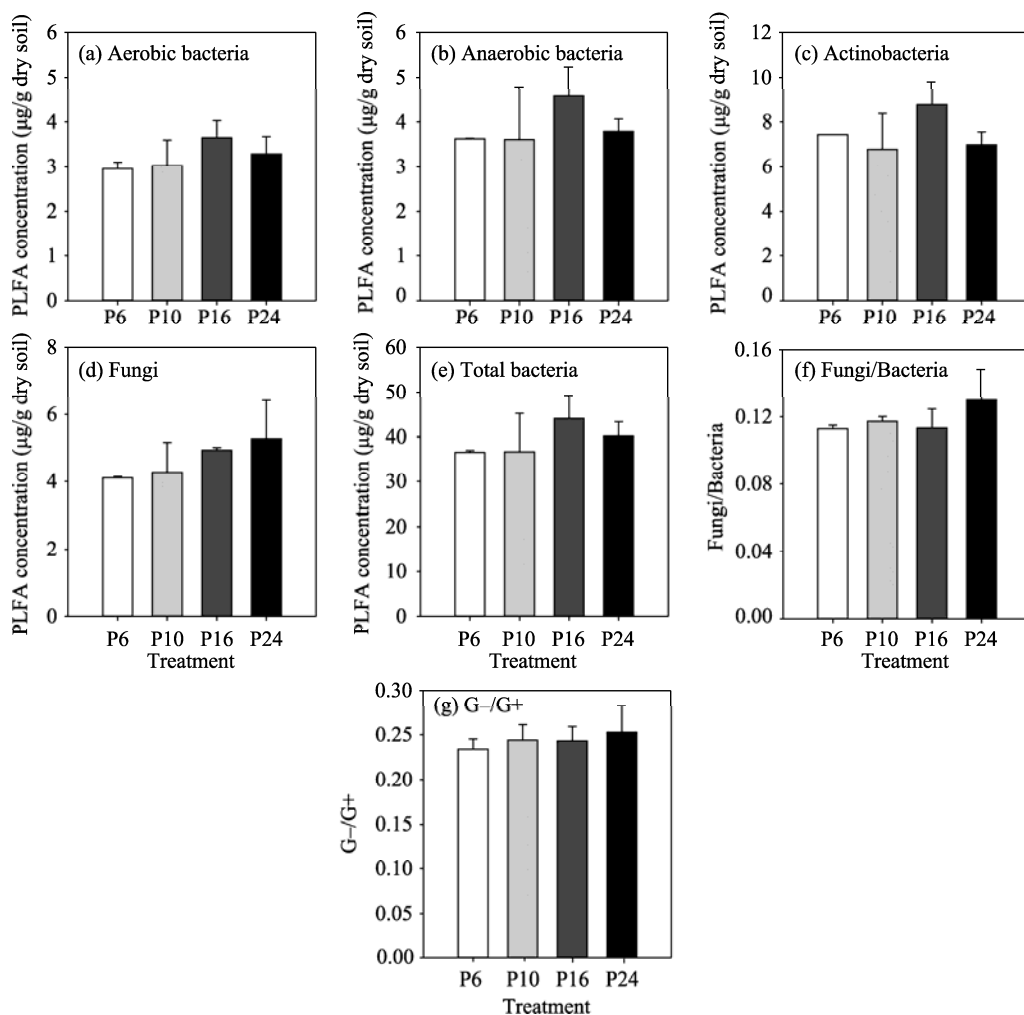 (a) Aerobic bacteria
PLFA concentration (μg/g dry soil)
6
5
4
3
2
1
0
P6 P10 P16 P24
(b) Anaerobic bacteria
PLFA concentration (μg/g dry soil)
6
5
4
3
2
1
0
P6 P10 P16 P24
(c) Actinobacteria
PLFA concentration (μg/g dry soil)
12
10
8
6
4
2
0
P6 P10 P16 P24
(d) Fungi
PLFA concentration (μg/g dry soil)
8
6
4
2
0
P6 P10 P16 P24
Treatment
(e) Total bacteria
PLFA concentration (μg/g dry soil)
60
50
40
30
20
10
0
P6 P10 P16 P24
Treatment
(f) Fungi/Bacteria
Fungi/Bacteria
0.16
0.12
0.08
0.04
0.00
P6 P10 P16 P24
Treatment
(g) G–/G+
G–/G+
0.30
0.25
0.20
0.15
0.10
0.05
0.00
P6 P10 P16 P24
Treatment